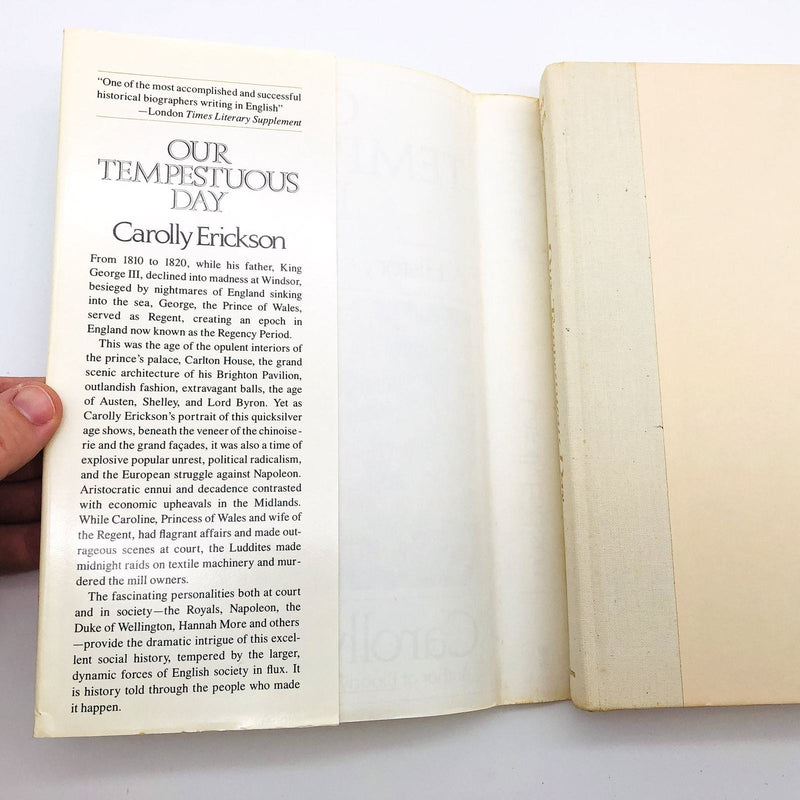 "One of the most accomplished and successful
historical biographers writing in English"
—London Times Literary Supplement
OUR
TEMPESTUOUS
DAY
Carolly Erickson
From 1810 to 1820, while his father, King
George III, declined into madness at Windsor,
besieged by nightmares of England sinking
into the sea, George, the Prince of Wales,
served as Regent, creating an epoch in
England now known as the Regency Period.
This was the age of the opulent interiors of
the prince's palace, Carlton House, the grand
scenic architecture of his Brighton Pavilion,
outlandish fashion, extravagant balls, the age
of Austen, Shelley, and Lord Byron. Yet as
Carolly Erickson's portrait of this quicksilver
age shows, beneath the veneer of the chinoise-
rie and the grand façades, it was also a time of
explosive popular unrest, political radicalism,
and the European struggle against Napoleon.
Aristocratic ennui and decadence contrasted
with economic upheavals in the Midlands.
While Caroline, Princess of Wales and wife of
the Regent, had flagrant affairs and made out-
rageous scenes at court, the Luddites made
midnight raids on textile machinery and mur-
dered the mill owners.
The fascinating personalities both at court
and in society—the Royals, Napoleon, the
Duke of Wellington, Hannah More and others
—provide the dramatic intrigue of this excel-
lent social history, tempered by the larger,
dynamic forces of English society in flux. It
is history told through the people who made
it happen.